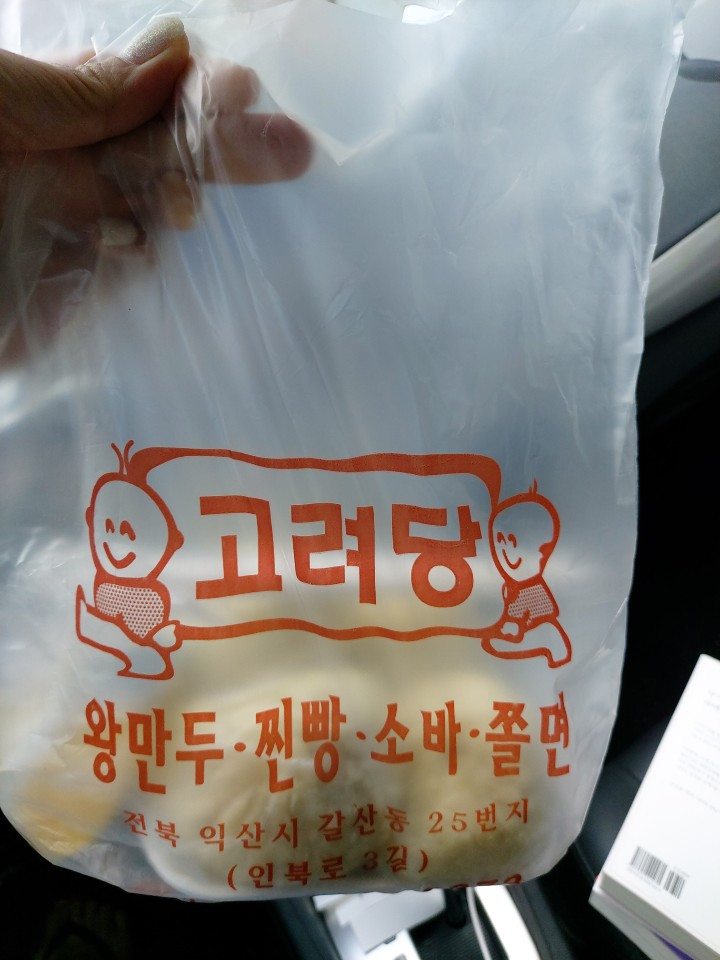 고려당
왕만두·찐빵·소바·쫄면
전북 익산시 갈산동 25번지
(인북로 3길)